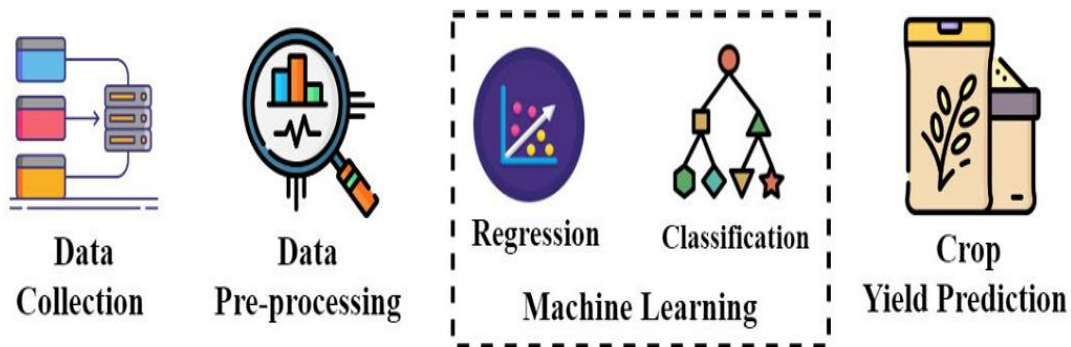 Data
Collection
Data
Pre-processing
Regression
Classification
Machine Learning
Crop
Yield Prediction